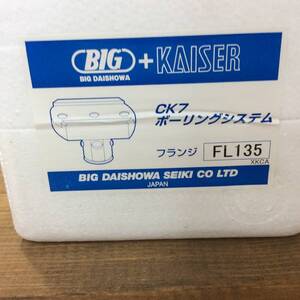 BIG + KAISER
BIG DAISHOWA
CK7
ボーリングシステム
フランジ FL135
XKCA
BIG DAISHOWA SEIKI CO LTD
JAPAN